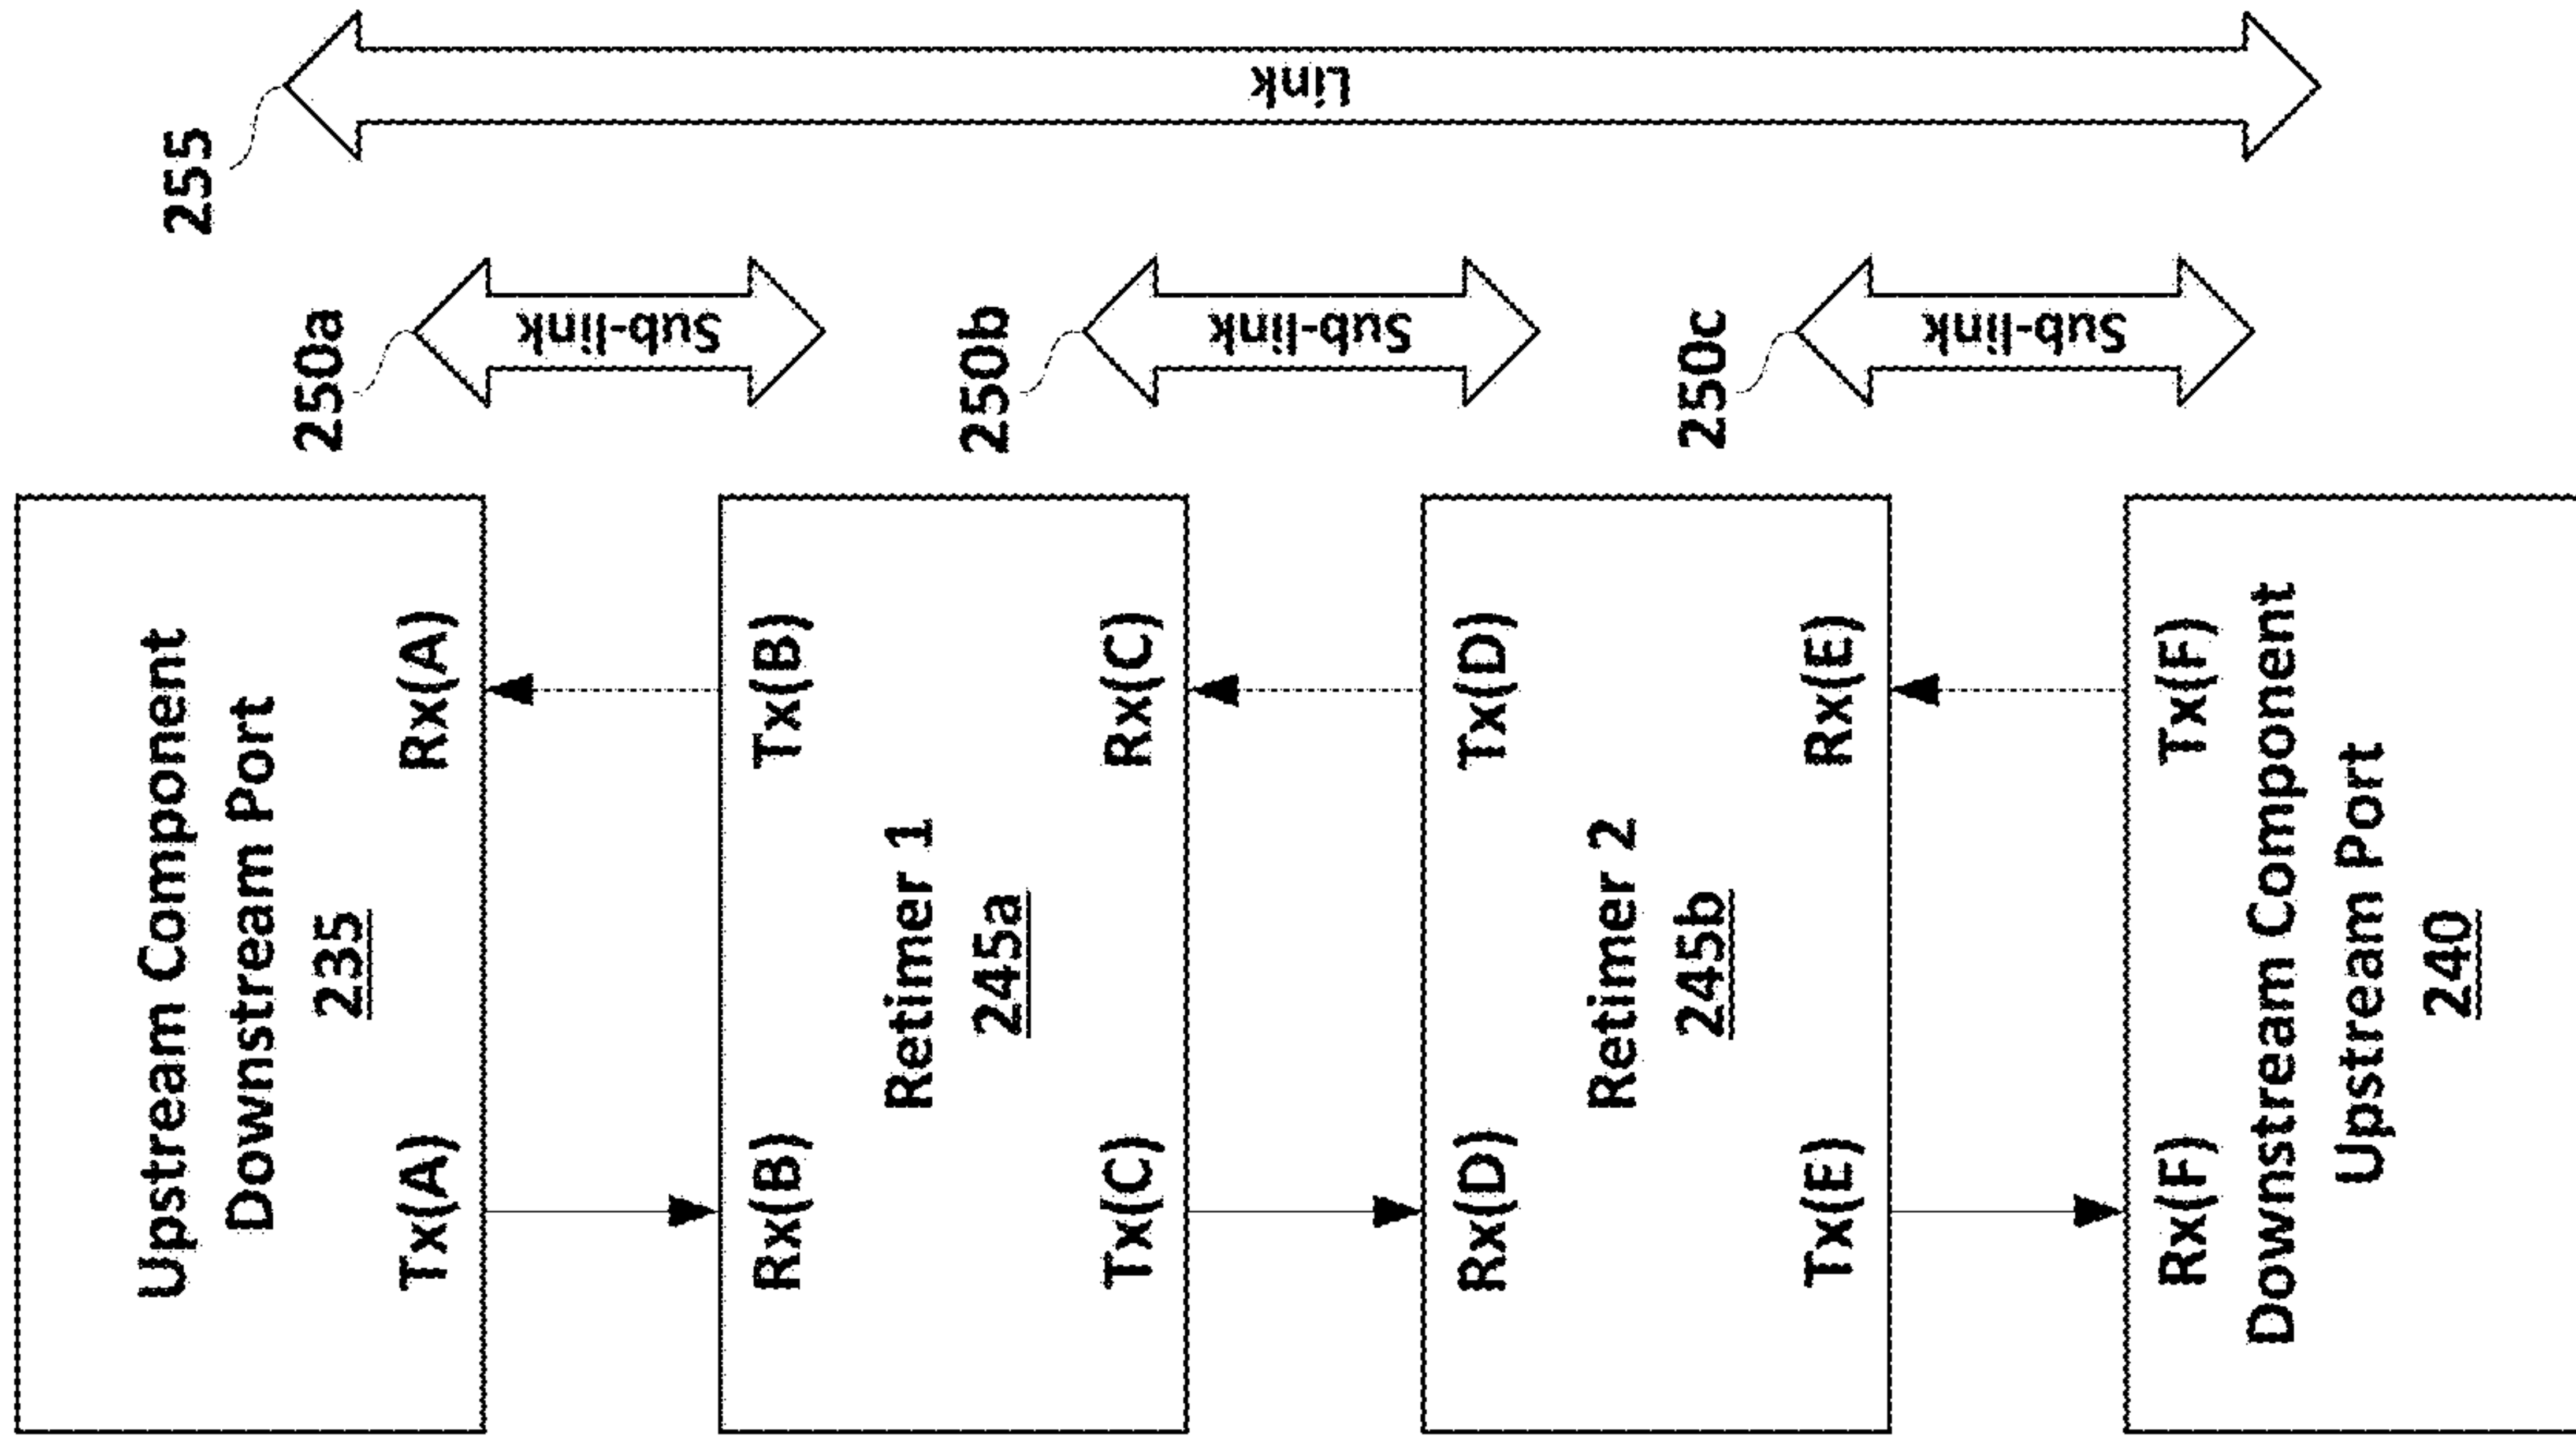 Upstream Component
Downstream Port
235
Tx(A)
Rx(A)
Rx(B)
Tx(B)
Retimer 1
245a
Tx(C)
Rx(C)
Rx(D)
Tx(D)
Retimer 2
245b
Tx(E)
Rx(E)
Rx(F)
Tx(F)
Downstream Component
Upstream Port
240
250a
Sub-link
250b
Sub-link
250c
Sub-link
255
Link